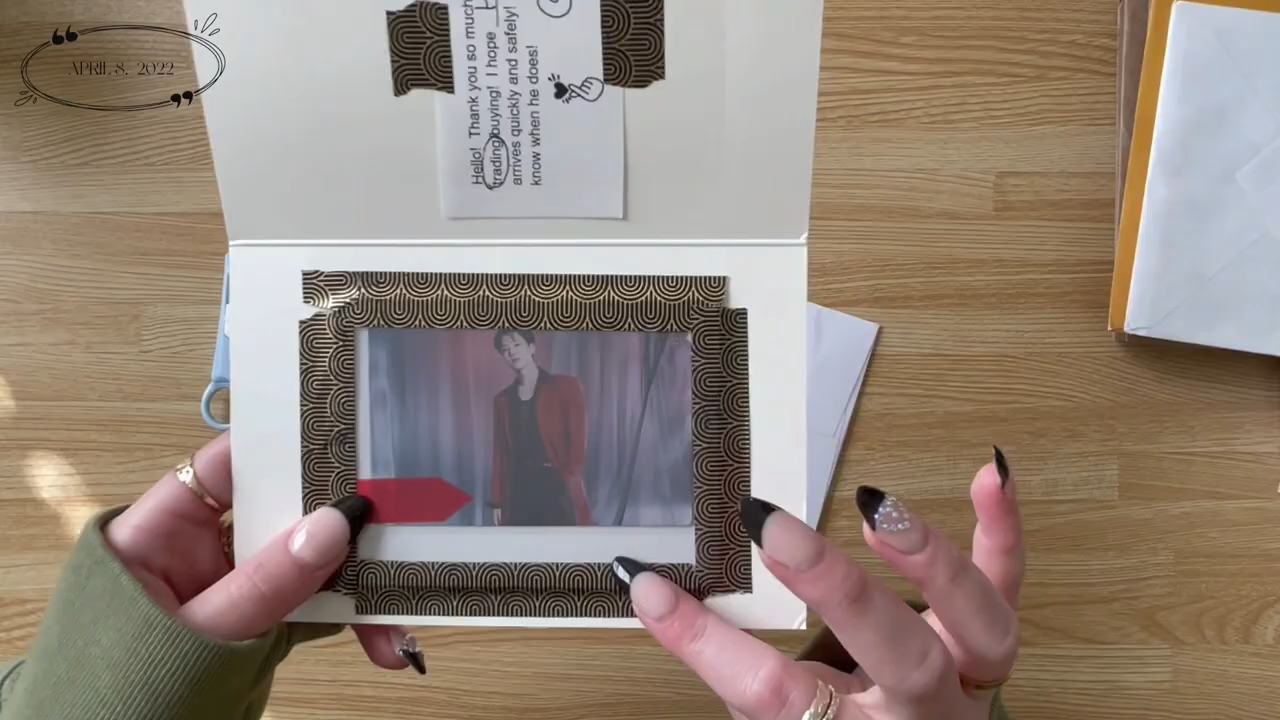 APRIL 8, 2022
Hello! Thank you so much
trading/buying! I hope
arrives quickly and safely!
know when he does!